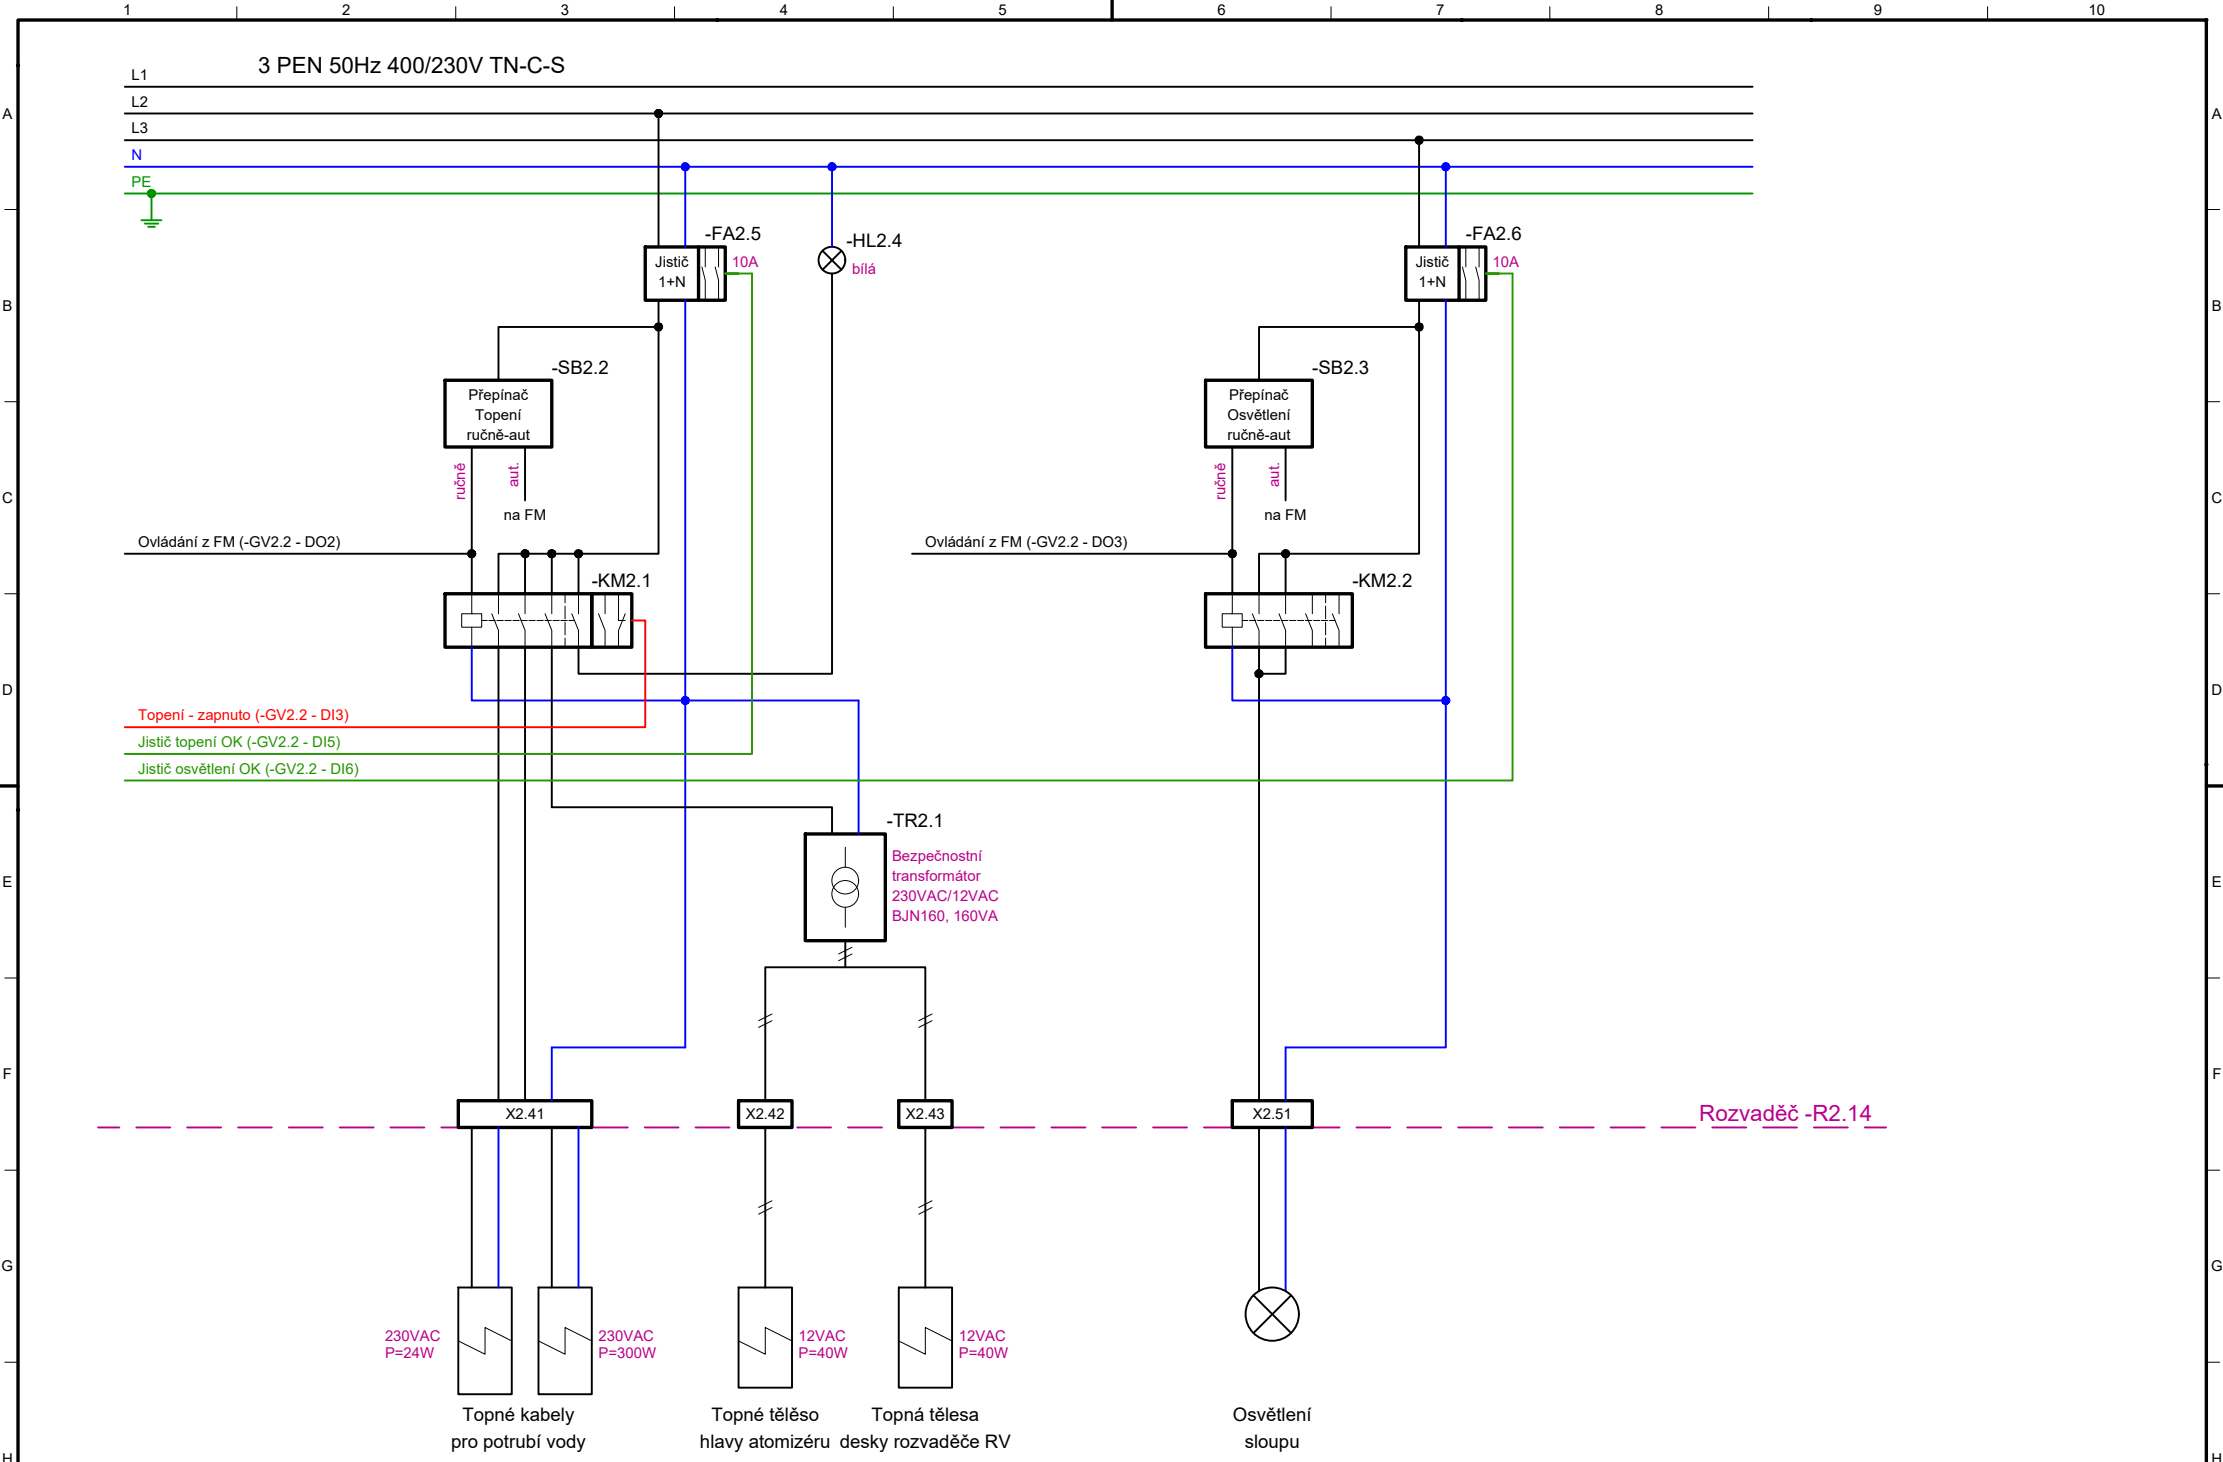 1 2 3 4 5 6 7 8 9 10
3 PEN 50Hz 400/230V TN-C-S
L1
L2
A A
L3
N
PE
-FA2.5
-HL2.4
-FA2.6
Jistič
1+N
10A
bílá
Jistič
1+N
10A
B B
-SB2.2
-SB2.3
Přepínač
Topení
ručně-aut
Přepínač
Osvětlení
ručně-aut
ručně
aut.
ručně
aut.
C C
na FM
na FM
Ovládání z FM (-GV2.2 - DO2)
Ovládání z FM (-GV2.2 - DO3)
-KM2.1
-KM2.2
D D
Topení - zapnuto (-GV2.2 - DI3)
Jistič topení OK (-GV2.2 - DI5)
Jistič osvětlení OK (-GV2.2 - DI6)
-TR2.1
Bezpečnostní
transformátor
230VAC/12VAC
BJN160, 160VA
E E
F F
X2.41
X2.42
X2.43
X2.51
Rozvaděč -R2.14
G G
230VAC
P=24W
230VAC
P=300W
12VAC
P=40W
12VAC
P=40W
Topné kabely
pro potrubí vody
Topné tělěso
hlavy atomizéru
Topná tělesa
desky rozvaděče RV
Osvětlení
sloupu
H H